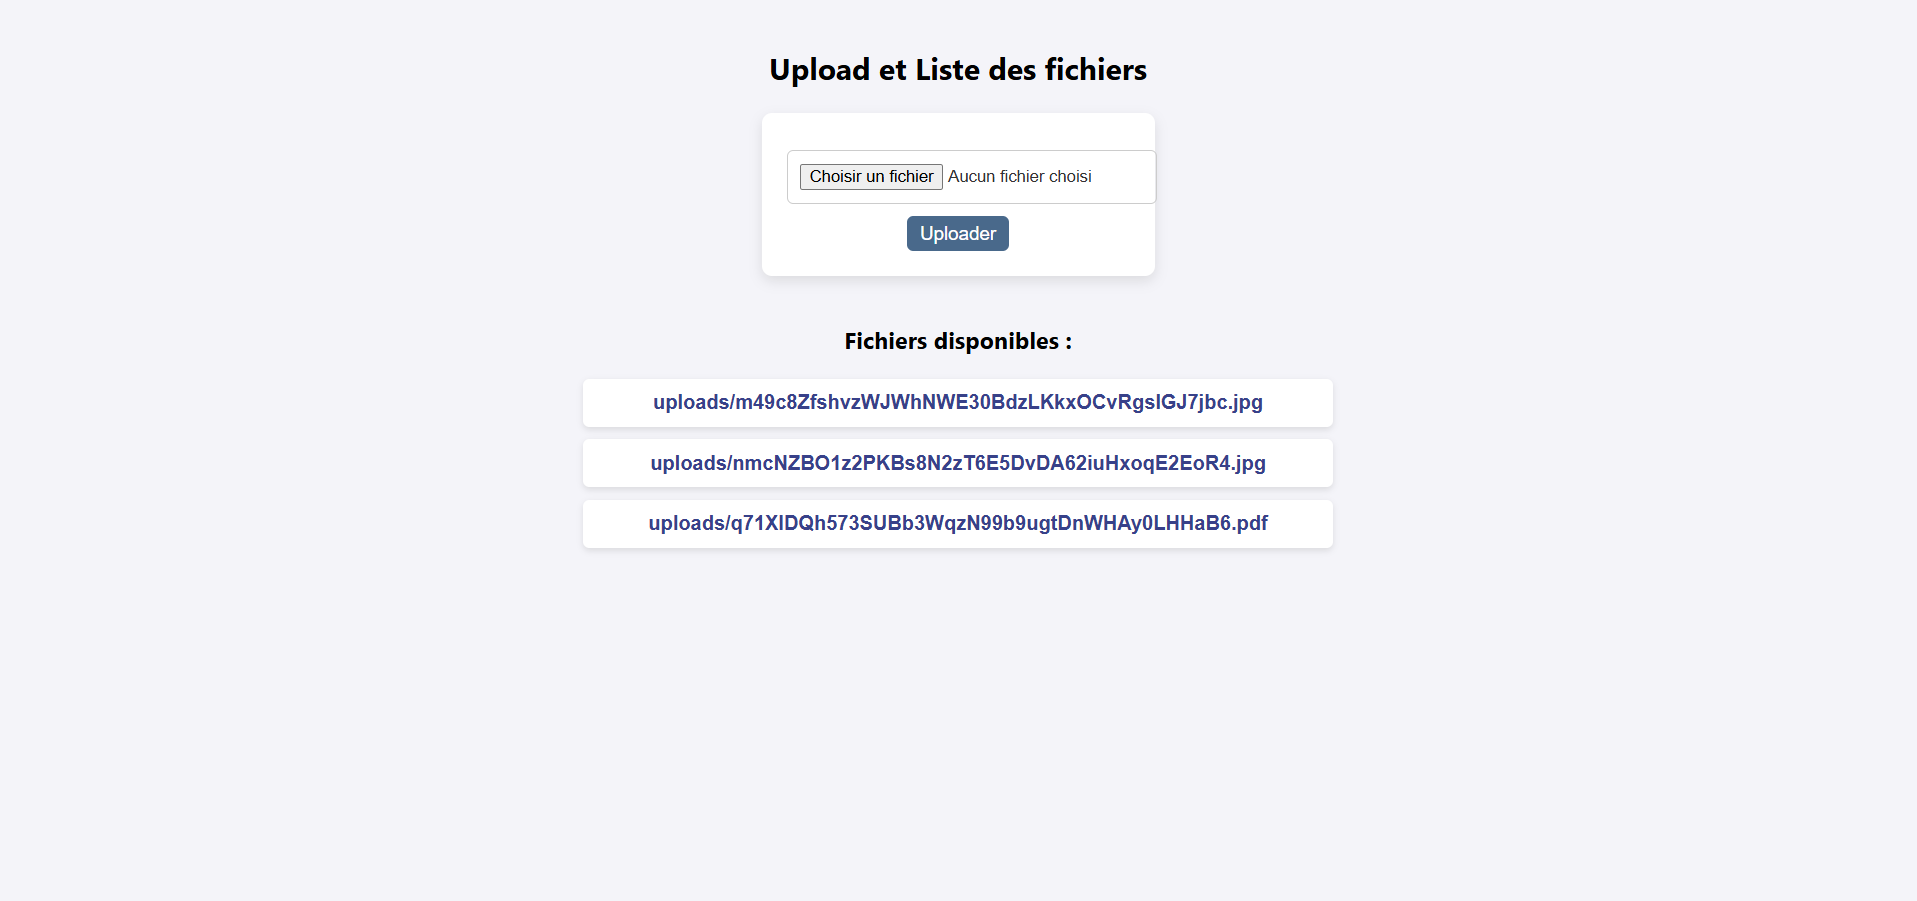 Upload et Liste des fichiers
Choisir un fichier Aucun fichier choisi
Uploader
Fichiers disponibles :
uploads/m49c8ZfshvzWJWhNWE30BdzLKkxOCvRgsIGJ7jbc.jpg
uploads/nmcNZBO1z2PKBs8N2zT6E5DvDA62iuHxoqE2EoR4.jpg
uploads/q71XIDQh573SUBb3WqzN99b9ugtDnWHAy0LHHaB6.pdf